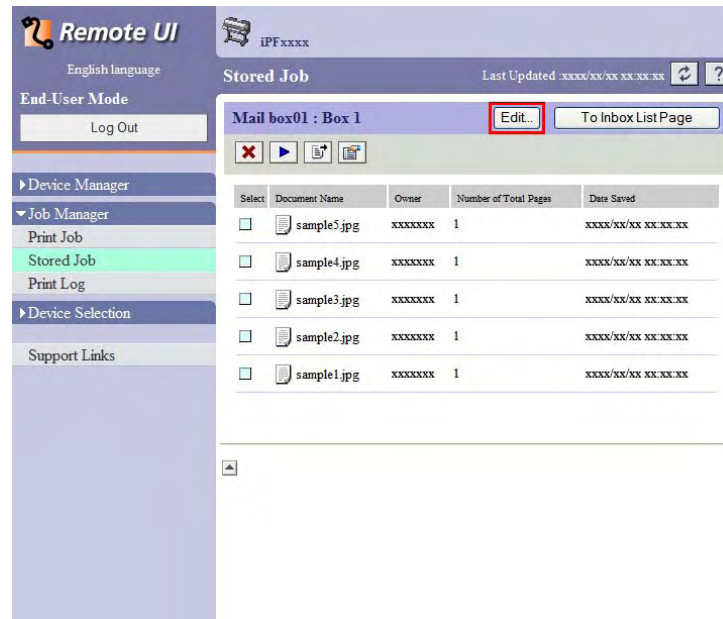 Remote UI
English language
End-User Mode
Log Out
▶Device Manager
▼Job Manager
Print Job
Stored Job
Print Log
▶Device Selection
Support Links
iPFxxxx
Stored Job Last Updated :xxxx/xx/xx xx:xx:xx ?
Mail box01 : Box 1 Edit... To Inbox List Page
Select Document Name Owner Number of Total Pages Date Saved
sample5.jpg xxxxxxx 1 xxxx/xx/xx xx:xx:xx
sample4.jpg xxxxxxx 1 xxxx/xx/xx xx:xx:xx
sample3.jpg xxxxxxx 1 xxxx/xx/xx xx:xx:xx
sample2.jpg xxxxxxx 1 xxxx/xx/xx xx:xx:xx
sample1.jpg xxxxxxx 1 xxxx/xx/xx xx:xx:xx